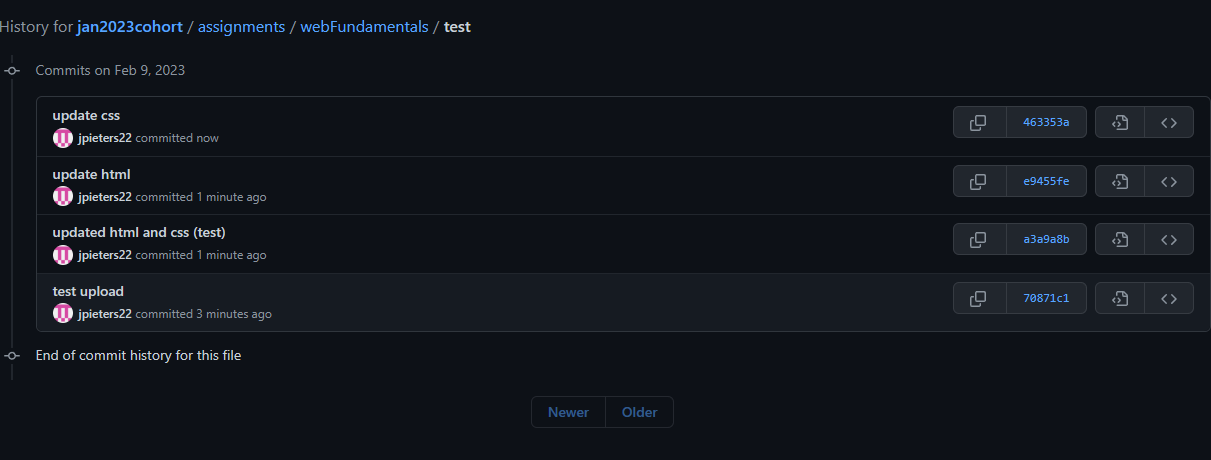 History for jan2023cohort / assignments / webFundamentals / test
Commits on Feb 9, 2023
update css
jpieters22 committed now
463353a
update html
jpieters22 committed 1 minute ago
e9455fe
updated html and css (test)
jpieters22 committed 1 minute ago
a3a9a8b
test upload
jpieters22 committed 3 minutes ago
70871c1
End of commit history for this file
Newer Older